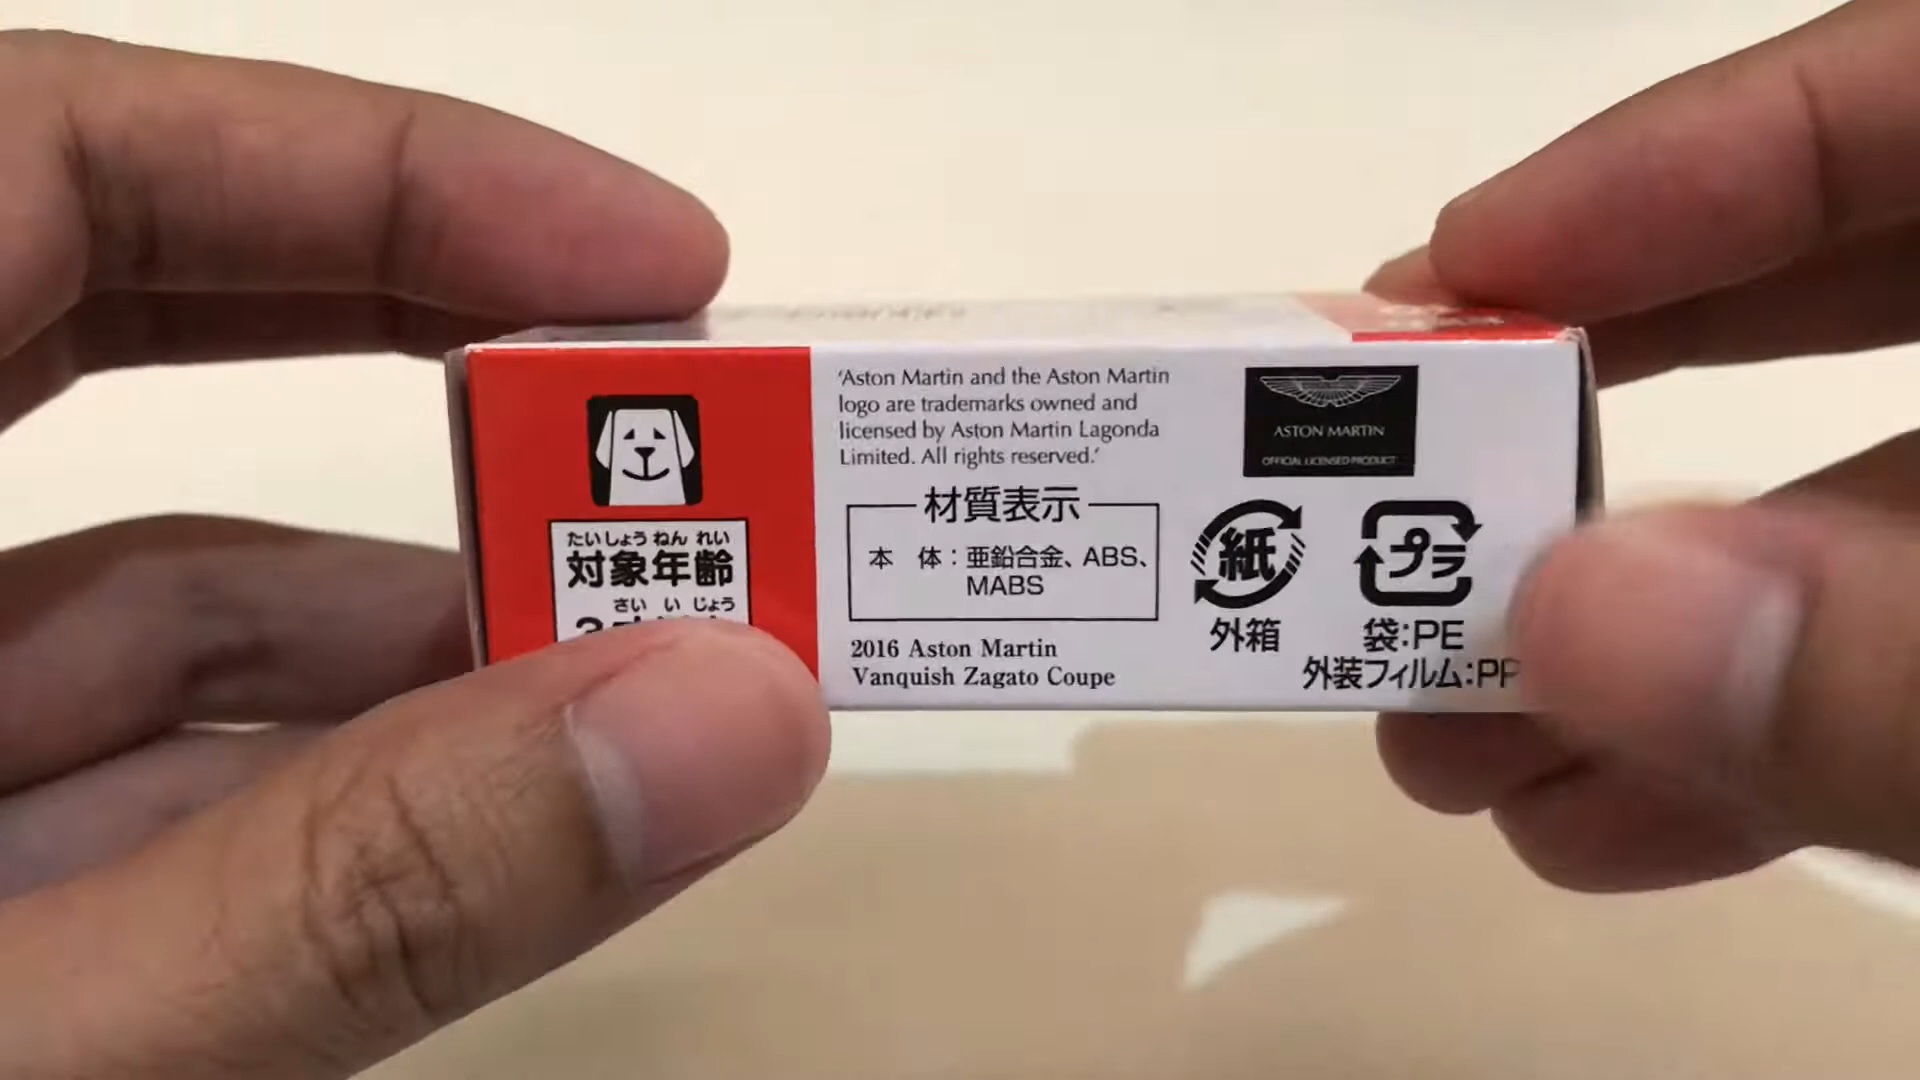 たいしょう ねん れい
対象年齢
さい い じょう
'Aston Martin and the Aston Martin
logo are trademarks owned and
licensed by Aston Martin Lagonda
Limited. All rights reserved.'
材質表示
本 体：亜鉛合金、ABS、
MABS
2016 Aston Martin
Vanquish Zagato Coupe
ASTON MARTIN
OFFICIAL LICENSED PRODUCT
紙
外箱
プラ
袋：PE
外装フィルム：PP